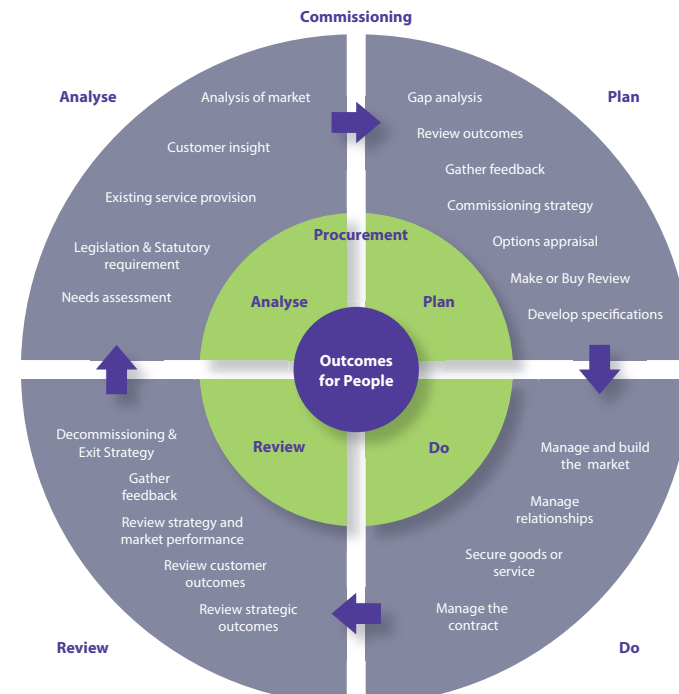 Commissioning
Analyse
Analysis of market
Customer insight
Existing service provision
Legislation & Statutory
requirement
Needs assessment
Plan
Gap analysis
Review outcomes
Gather feedback
Commissioning strategy
Options appraisal
Make or Buy Review
Develop specifications
Procurement
Analyse
Plan
Outcomes
for People
Review
Do
Manage and build
the market
Manage
relationships
Secure goods or
service
Manage the
contract
Do
Decommissioning &
Exit Strategy
Gather
feedback
Review strategy and
market performance
Review customer
outcomes
Review strategic
outcomes
Review